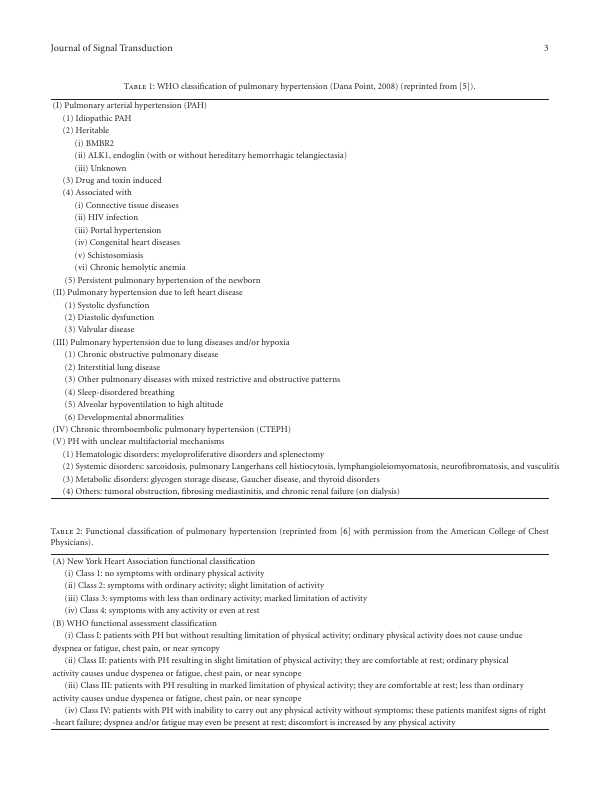 Journal of Signal Transduction 3
TABLE 1: WHO classification of pulmonary hypertension (Dana Point, 2008) (reprinted from [5]).
(I) Pulmonary arterial hypertension (PAH)
(1) Idiopathic PAH
(2) Heritable
(i) BMBR2
(ii) ALK1, endoglin (with or without hereditary hemorrhagic telangiectasia)
(iii) Unknown
(3) Drug and toxin induced
(4) Associated with
(i) Connective tissue diseases
(ii) HIV infection
(iii) Portal hypertension
(iv) Congenital heart diseases
(v) Schistosomiasis
(vi) Chronic hemolytic anemia
(5) Persistent pulmonary hypertension of the newborn
(II) Pulmonary hypertension due to left heart disease
(1) Systolic dysfunction
(2) Diastolic dysfunction
(3) Valvular disease
(III) Pulmonary hypertension due to lung diseases and/or hypoxia
(1) Chronic obstructive pulmonary disease
(2) Interstitial lung disease
(3) Other pulmonary diseases with mixed restrictive and obstructive patterns
(4) Sleep-disordered breathing
(5) Alveolar hypoventilation to high altitude
(6) Developmental abnormalities
(IV) Chronic thromboembolic pulmonary hypertension (CTEPH)
(V) PH with unclear multifactorial mechanisms
(1) Hematologic disorders: myeloproliferative disorders and splenectomy
(2) Systemic disorders: sarcoidosis, pulmonary Langerhans cell histiocytosis, lymphangioleiomyomatosis, neurofibromatosis, and vasculitis
(3) Metabolic disorders: glycogen storage disease, Gaucher disease, and thyroid disorders
(4) Others: tumoral obstruction, fibrosing mediastinitis, and chronic renal failure (on dialysis)
TABLE 2: Functional classification of pulmonary hypertension (reprinted from [6] with permission from the American College of Chest
Physicians).
(A) New York Heart Association functional classification
(i) Class 1: no symptoms with ordinary physical activity
(ii) Class 2: symptoms with ordinary activity; slight limitation of activity
(iii) Class 3: symptoms with less than ordinary activity; marked limitation of activity
(iv) Class 4: symptoms with any activity or even at rest
(B) WHO functional assessment classification
(i) Class I: patients with PH but without resulting limitation of physical activity; ordinary physical activity does not cause undue
dyspnea or fatigue, chest pain, or near syncopy
(ii) Class II: patients with PH resulting in slight limitation of physical activity; they are comfortable at rest; ordinary physical
activity causes undue dyspenea or fatigue, chest pain, or near syncope
(iii) Class III: patients with PH resulting in marked limitation of physical activity; they are comfortable at rest; less than ordinary
activity causes undue dyspenea or fatigue, chest pain, or near syncope
(iv) Class IV: patients with PH with inability to carry out any physical activity without symptoms; these patients manifest signs of right
-heart failure; dyspnea and/or fatigue may even be present at rest; discomfort is increased by any physical activity